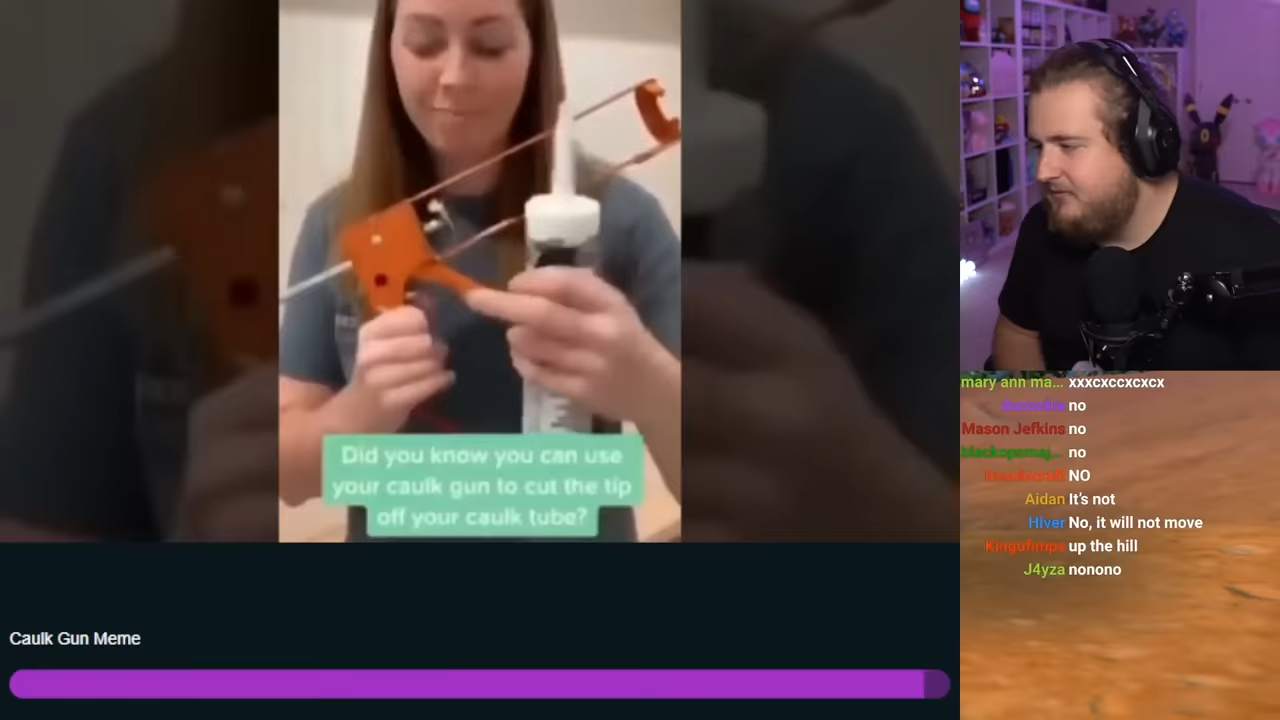 Did you know you can use
your caulk gun to cut the tip
off your caulk tube?
Caulk Gun Meme
mary ann ma... xxxcxccxcxcx
no
Mason Jefkins no
no
NO
Aidan It's not
Hiver No, it will not move
Kingufimps up the hill
J4yza nonono